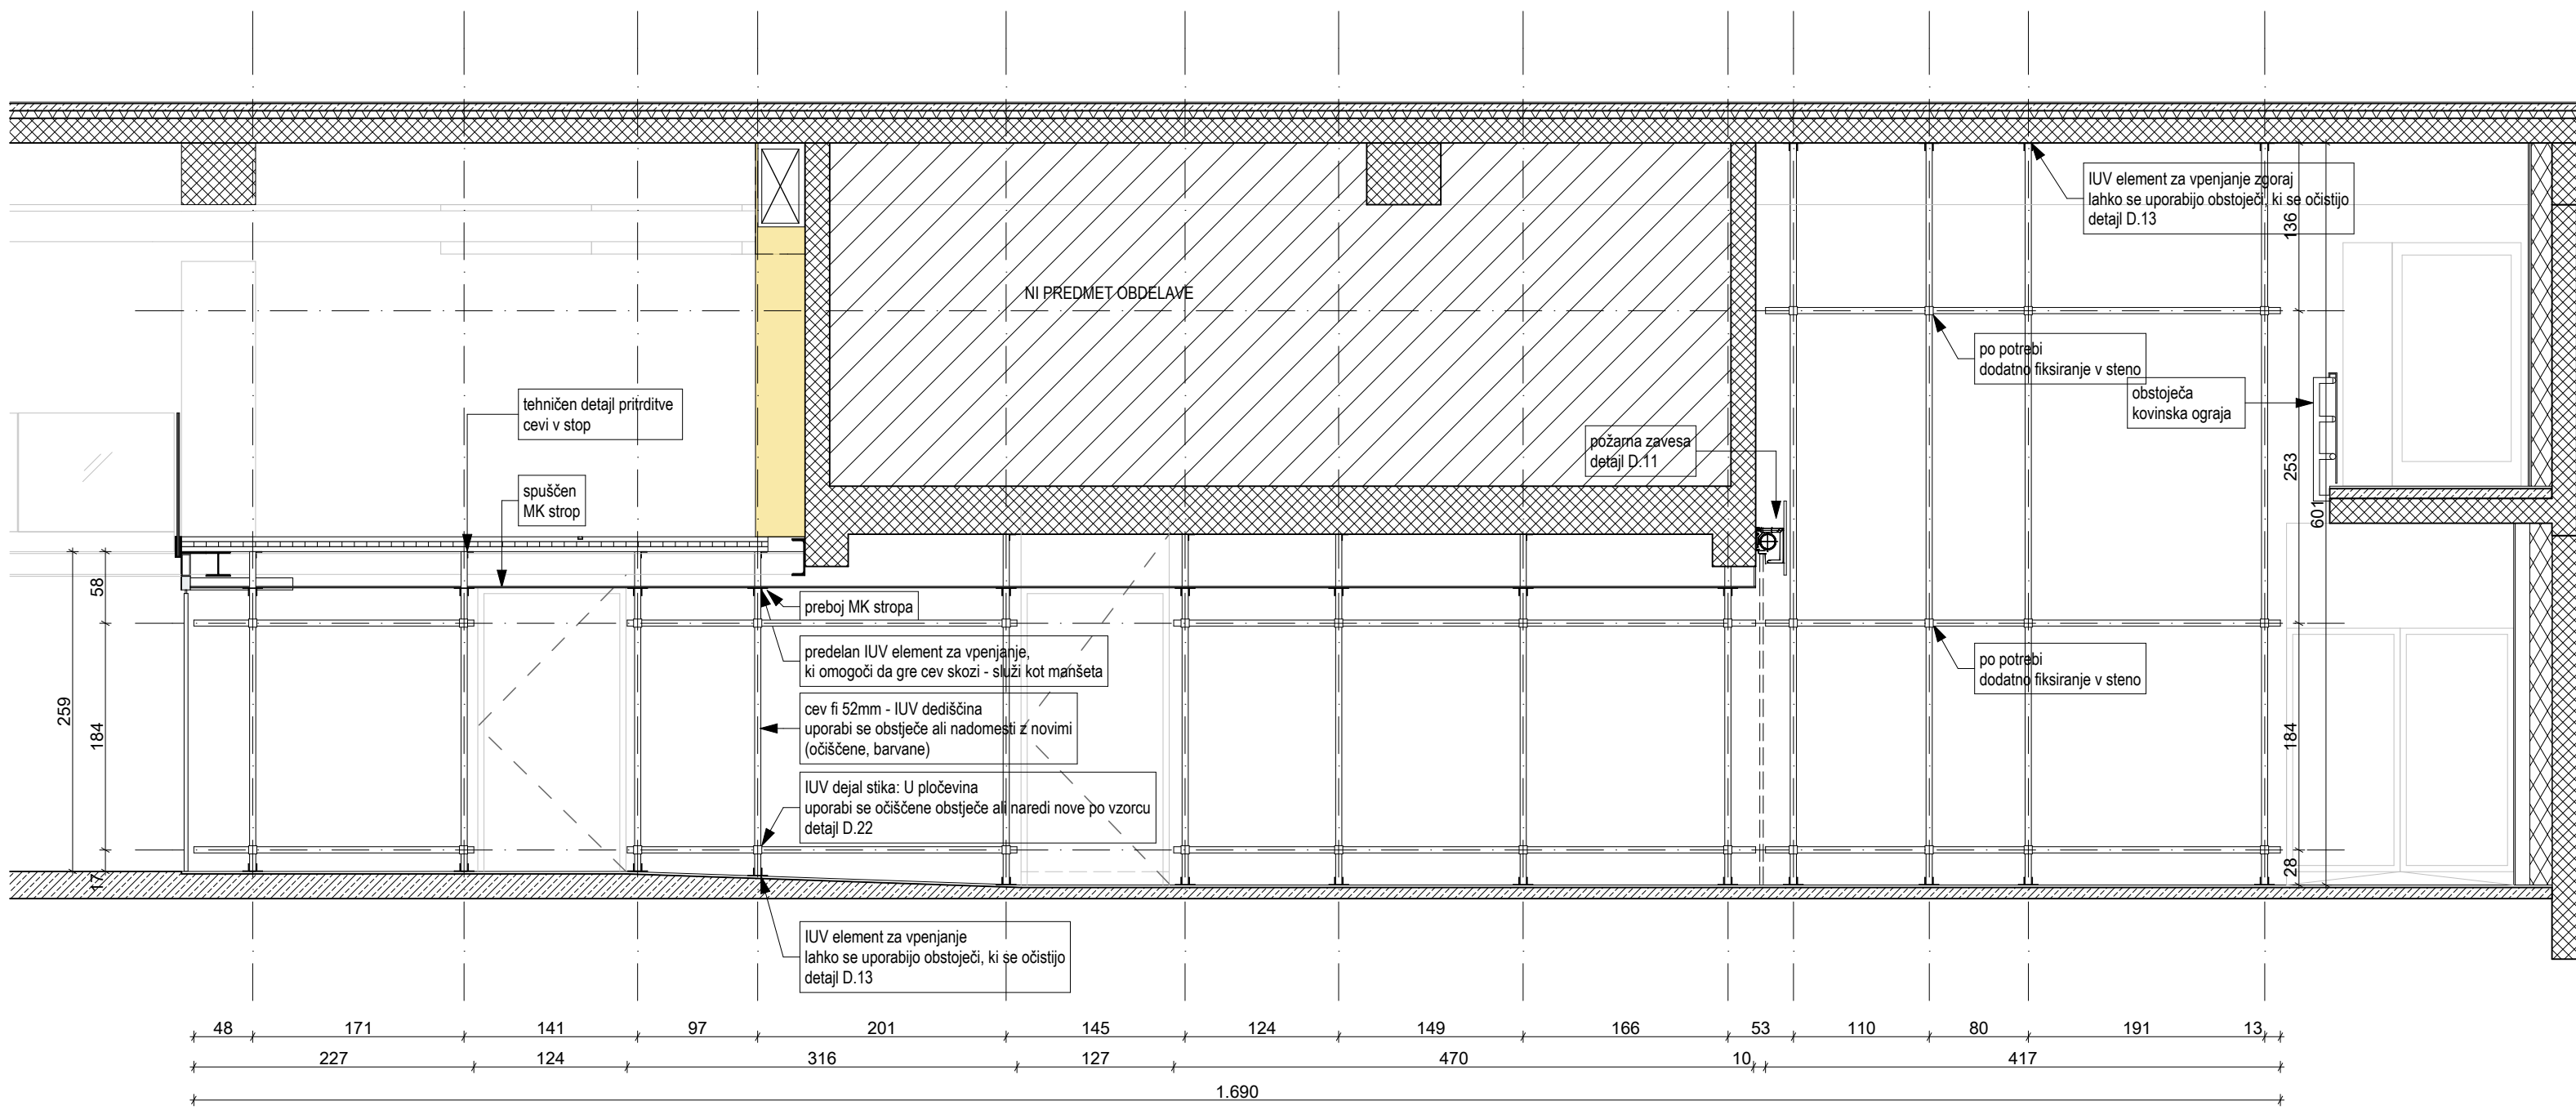 IUV element za vpenjanje zgoraj
lahko se uporabijo obstoječi, ki se očistijo
detajl D.13
136
NI PREDMET OBDELAVE
po potrebi
dodatno fiksiranje v steno
obstoječa
kovinska ograja
tehničen detajl pritrditve
cevi v stop
požarna zavesa
detajl D.11
spuščen
MK strop
253
601
58
preboj MK stropa
predelan IUV element za vpenjanje,
ki omogoči da gre cev skozi - služi kot manšeta
po potrebi
dodatno fiksiranje v steno
259
184
cev fi 52mm - IUV dediščina
uporabi se obstječe ali nadomesti z novimi
(očiščene, barvane)
184
IUV dejal stika: U pločevina
uporabi se očiščene obstječe ali naredi nove po vzorcu
detajl D.22
17
28
IUV element za vpenjanje
lahko se uporabijo obstoječi, ki se očistijo
detajl D.13
48 171 141 97 201 145 124 149 166 53 110 80 191 13
227 124 316 127 470 10 417
1.690